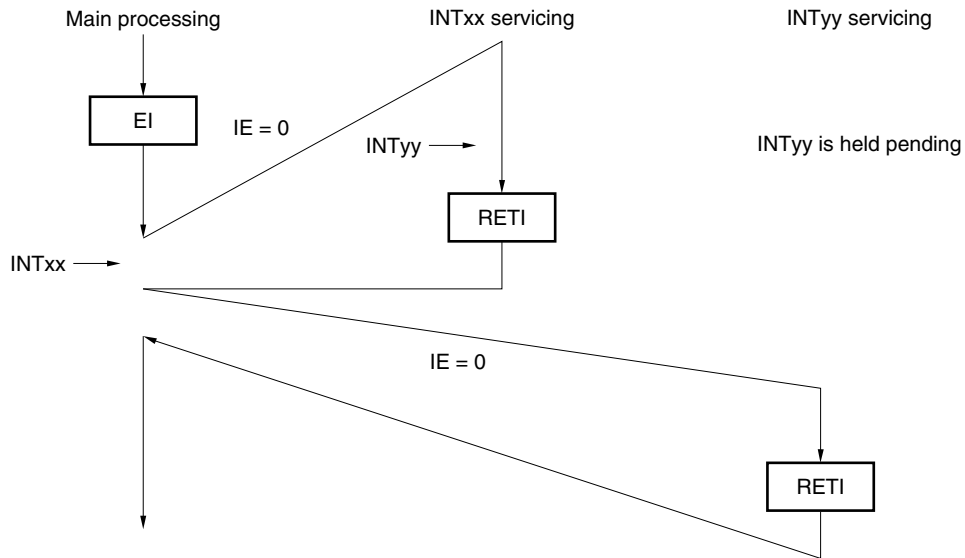 Main processing
INTxx servicing
INTyy servicing
EI
IE = 0
INTyy
INTyy is held pending
RETI
INTxx
IE = 0
RETI